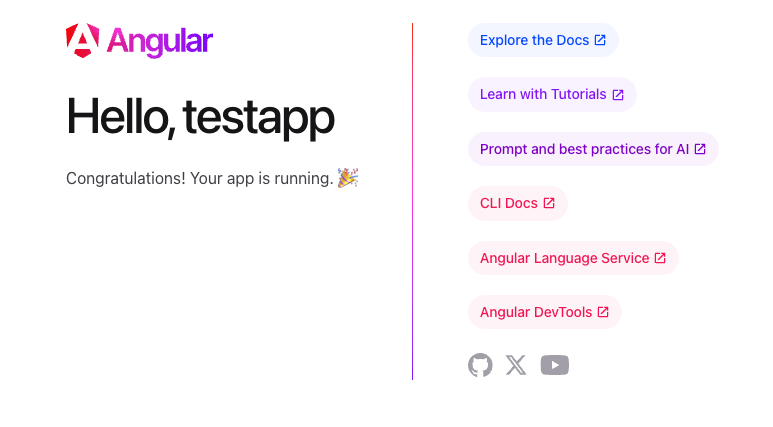 Angular
Hello, testapp
Congratulations! Your app is running. 🎉
Explore the Docs
Learn with Tutorials
Prompt and best practices for AI
CLI Docs
Angular Language Service
Angular DevTools